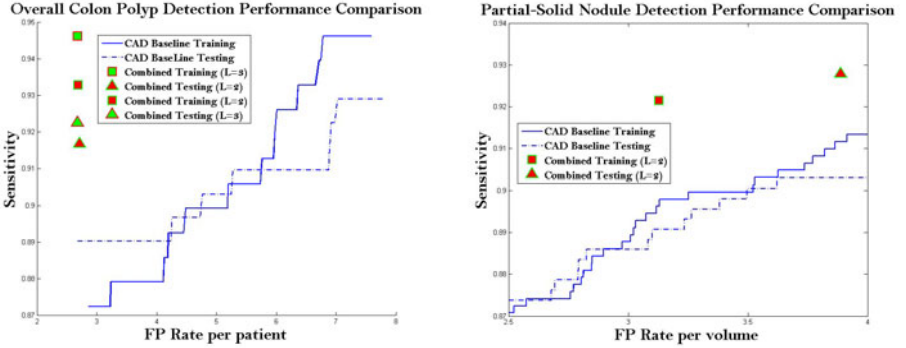 Overall Colon Polyp Detection Performance Comparison
0.95
0.94
0.93
0.92
0.91
0.9
0.89
0.88
0.87
Sensitivity
CAD Baseline Training
CAD BaseLine Testing
Combined Training (L=3)
Combined Testing (L=2)
Combined Training (L=2)
Combined Testing (L=3)
2
3
4
5
6
7
8
FP Rate per patient
Partial-Solid Nodule Detection Performance Comparison
0.94
0.93
0.92
0.91
0.9
0.89
0.88
0.87
Sensitivity
CAD Baseline Training
CAD Baseline Testing
Combined Training (L=2)
Combined Testing (L=2)
2.5
3
3.5
4
FP Rate per volume